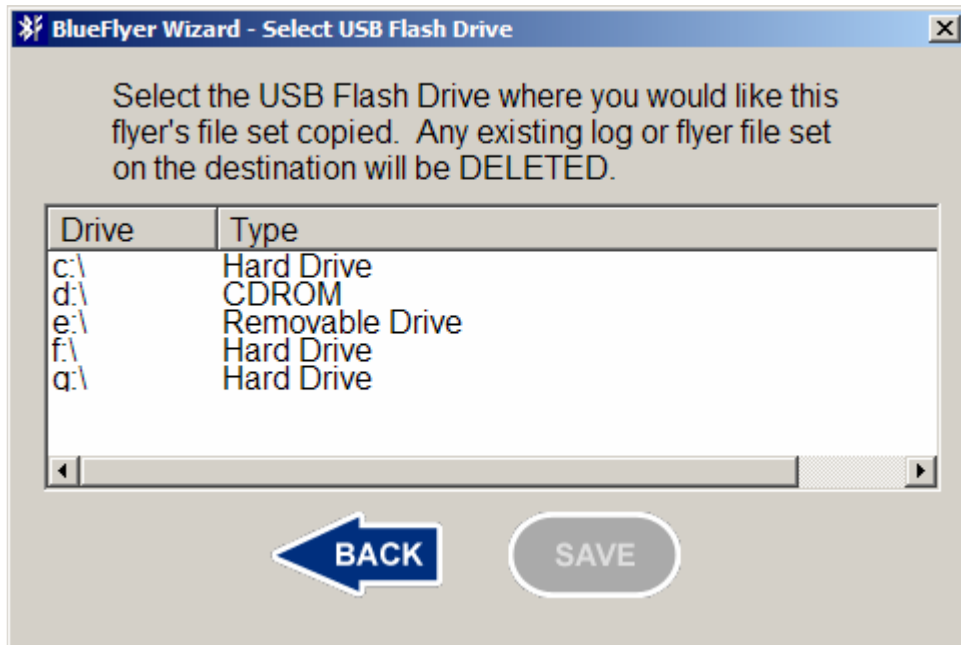 BlueFlyer Wizard - Select USB Flash Drive
Select the USB Flash Drive where you would like this
flyer's file set copied.  Any existing log or flyer file set
on the destination will be DELETED.
Drive Type
c:\ Hard Drive
d:\ CDROM
e:\ Removable Drive
f:\ Hard Drive
g:\ Hard Drive
BACK SAVE